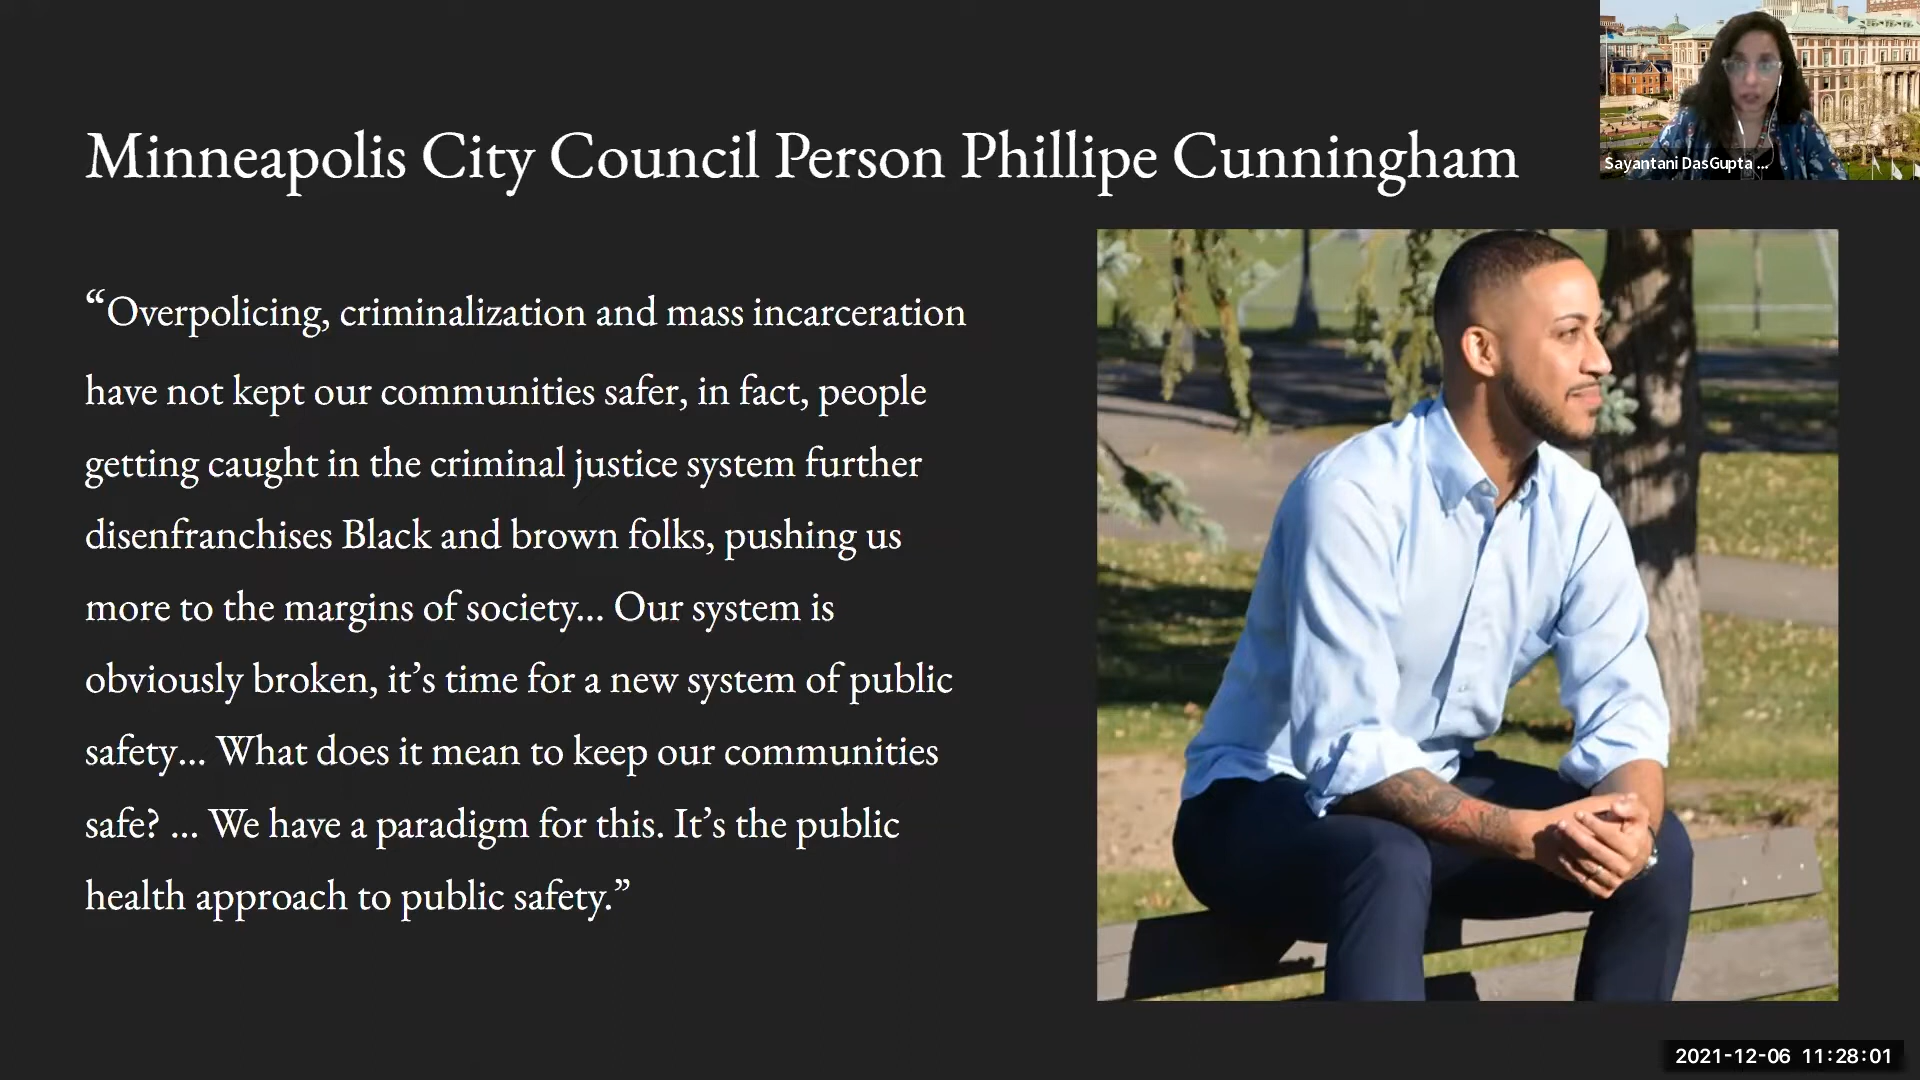 Sayantani DasGupta ...
Minneapolis City Council Person Phillipe Cunningham
“Overpolicing, criminalization and mass incarceration
have not kept our communities safer, in fact, people
getting caught in the criminal justice system further
disenfranchises Black and brown folks, pushing us
more to the margins of society... Our system is
obviously broken, it’s time for a new system of public
safety... What does it mean to keep our communities
safe? ... We have a paradigm for this. It’s the public
health approach to public safety.”
2021-12-06 11:28:01